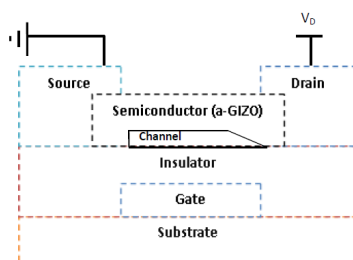 V_D
Source
Drain
Semiconductor (a-GIZO)
Channel
Insulator
Gate
Substrate